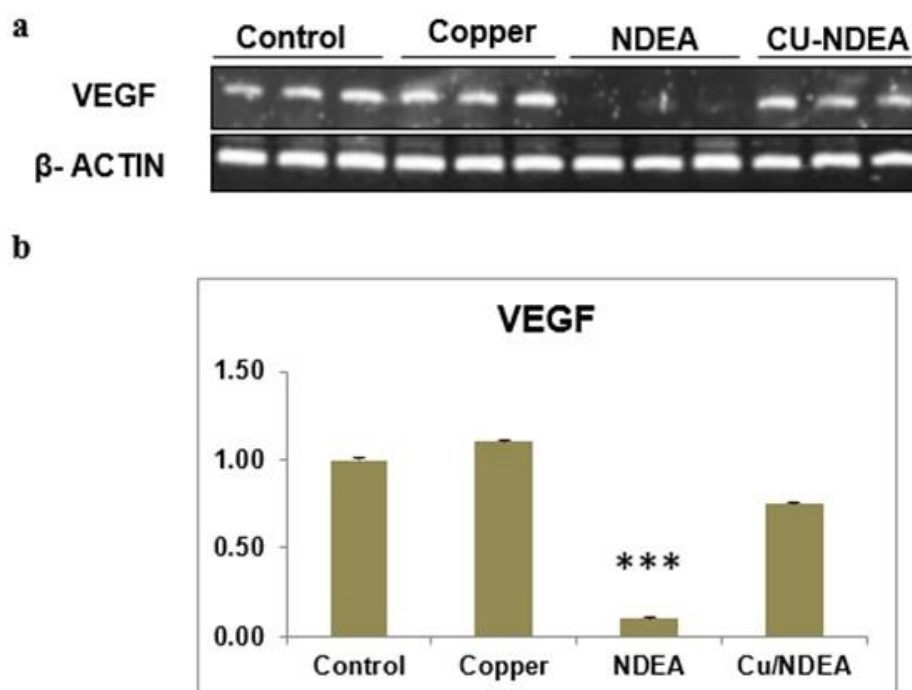 a
Control Copper NDEA CU-NDEA
VEGF
β- ACTIN
b
VEGF
1.50
1.00
0.50
0.00
***
Control Copper NDEA Cu/NDEA